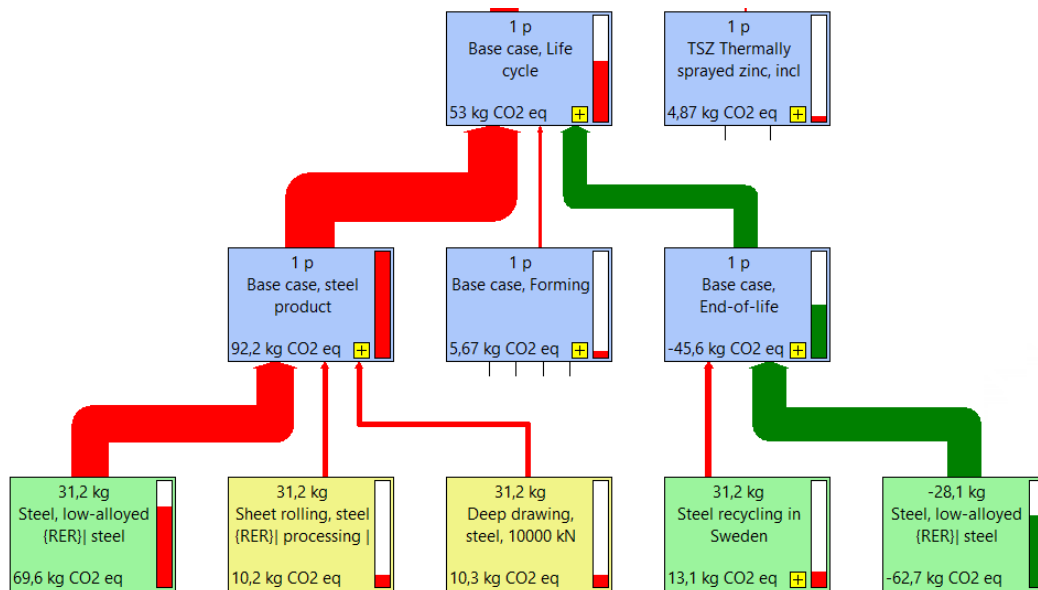 1 p
Base case, Life
cycle
53 kg CO2 eq
+
1 p
TSZ Thermally
sprayed zinc, incl
4,87 kg CO2 eq
+
1 p
Base case, steel
product
92,2 kg CO2 eq
+
1 p
Base case, Forming
5,67 kg CO2 eq
+
1 p
Base case,
End-of-life
-45,6 kg CO2 eq
+
31,2 kg
Steel, low-alloyed
{RER}| steel
69,6 kg CO2 eq
31,2 kg
Sheet rolling, steel
{RER}| processing |
10,2 kg CO2 eq
31,2 kg
Deep drawing,
steel, 10000 kN
10,3 kg CO2 eq
31,2 kg
Steel recycling in
Sweden
13,1 kg CO2 eq
+
-28,1 kg
Steel, low-alloyed
{RER}| steel
-62,7 kg CO2 eq